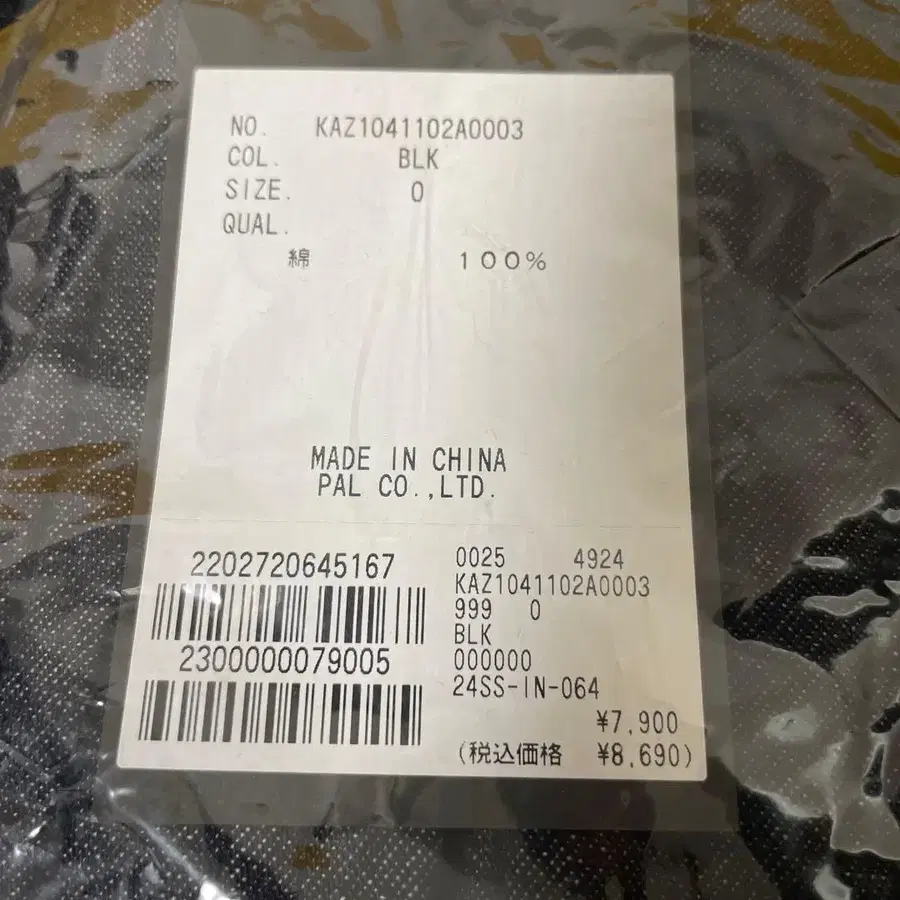 NO. KAZ1041102A0003
COL. BLK
SIZE. 0
QUAL.
綿 100%
MADE IN CHINA
PAL CO.,LTD.
2202720645167
2300000079005
0025 4924
KAZ1041102A0003
999 0
BLK
000000
24SS-IN-064
¥7,900
(税込価格 ¥8,690)